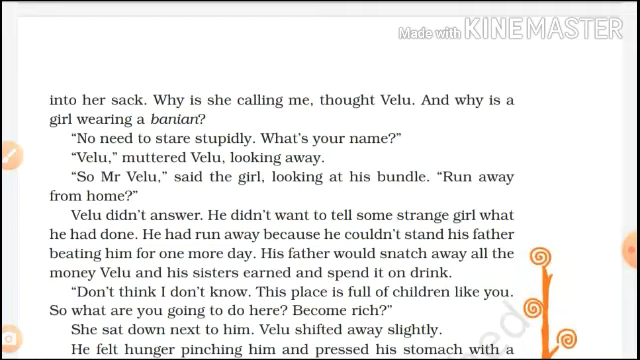 Made with KINEMASTER
into her sack. Why is she calling me, thought Velu. And why is a
girl wearing a banian?
“No need to stare stupidly. What’s your name?”
“Velu,” muttered Velu, looking away.
“So Mr Velu,” said the girl, looking at his bundle. “Run away
from home?”
Velu didn’t answer. He didn’t want to tell some strange girl what
he had done. He had run away because he couldn’t stand his father
beating him for one more day. His father would snatch away all the
money Velu and his sisters earned and spend it on drink.
“Don’t think I don’t know. This place is full of children like you.
So what are you going to do here? Become rich?”
She sat down next to him. Velu shifted away slightly.
He felt hunger pinching him and pressed his stomach with a